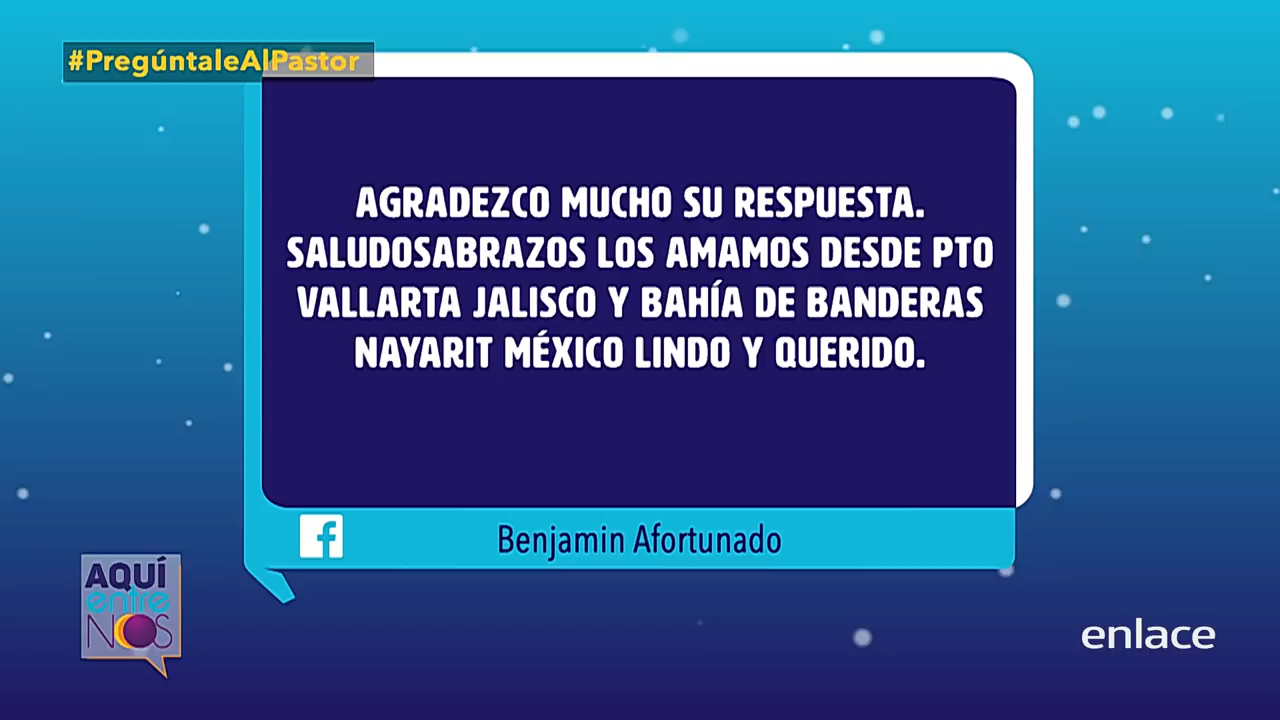 #PregúntaleAlPastor
AGRADEZCO MUCHO SU RESPUESTA.
SALUDOSABRAZOS LOS AMAMOS DESDE PTO
VALLARTA JALISCO Y BAHÍA DE BANDERAS
NAYARIT MÉXICO LINDO Y QUERIDO.
f
Benjamin Afortunado
AQUÍ
entre
NOS
enlace